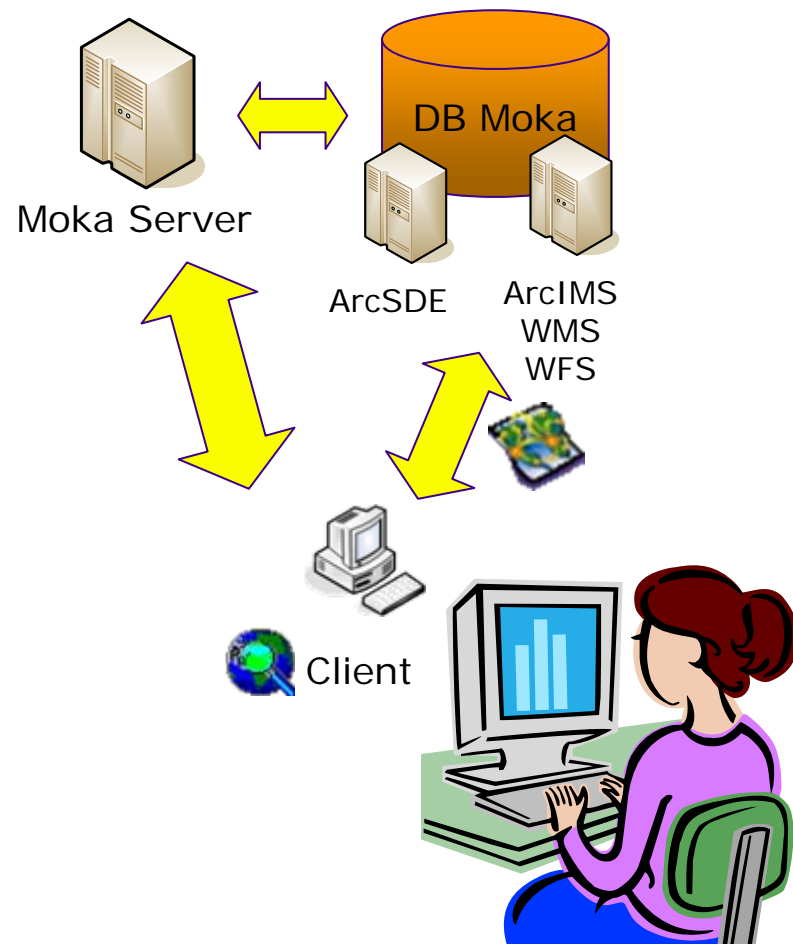 DB Moka
Moka Server
ArcSDE
ArcIMS
WMS
WFS
Client